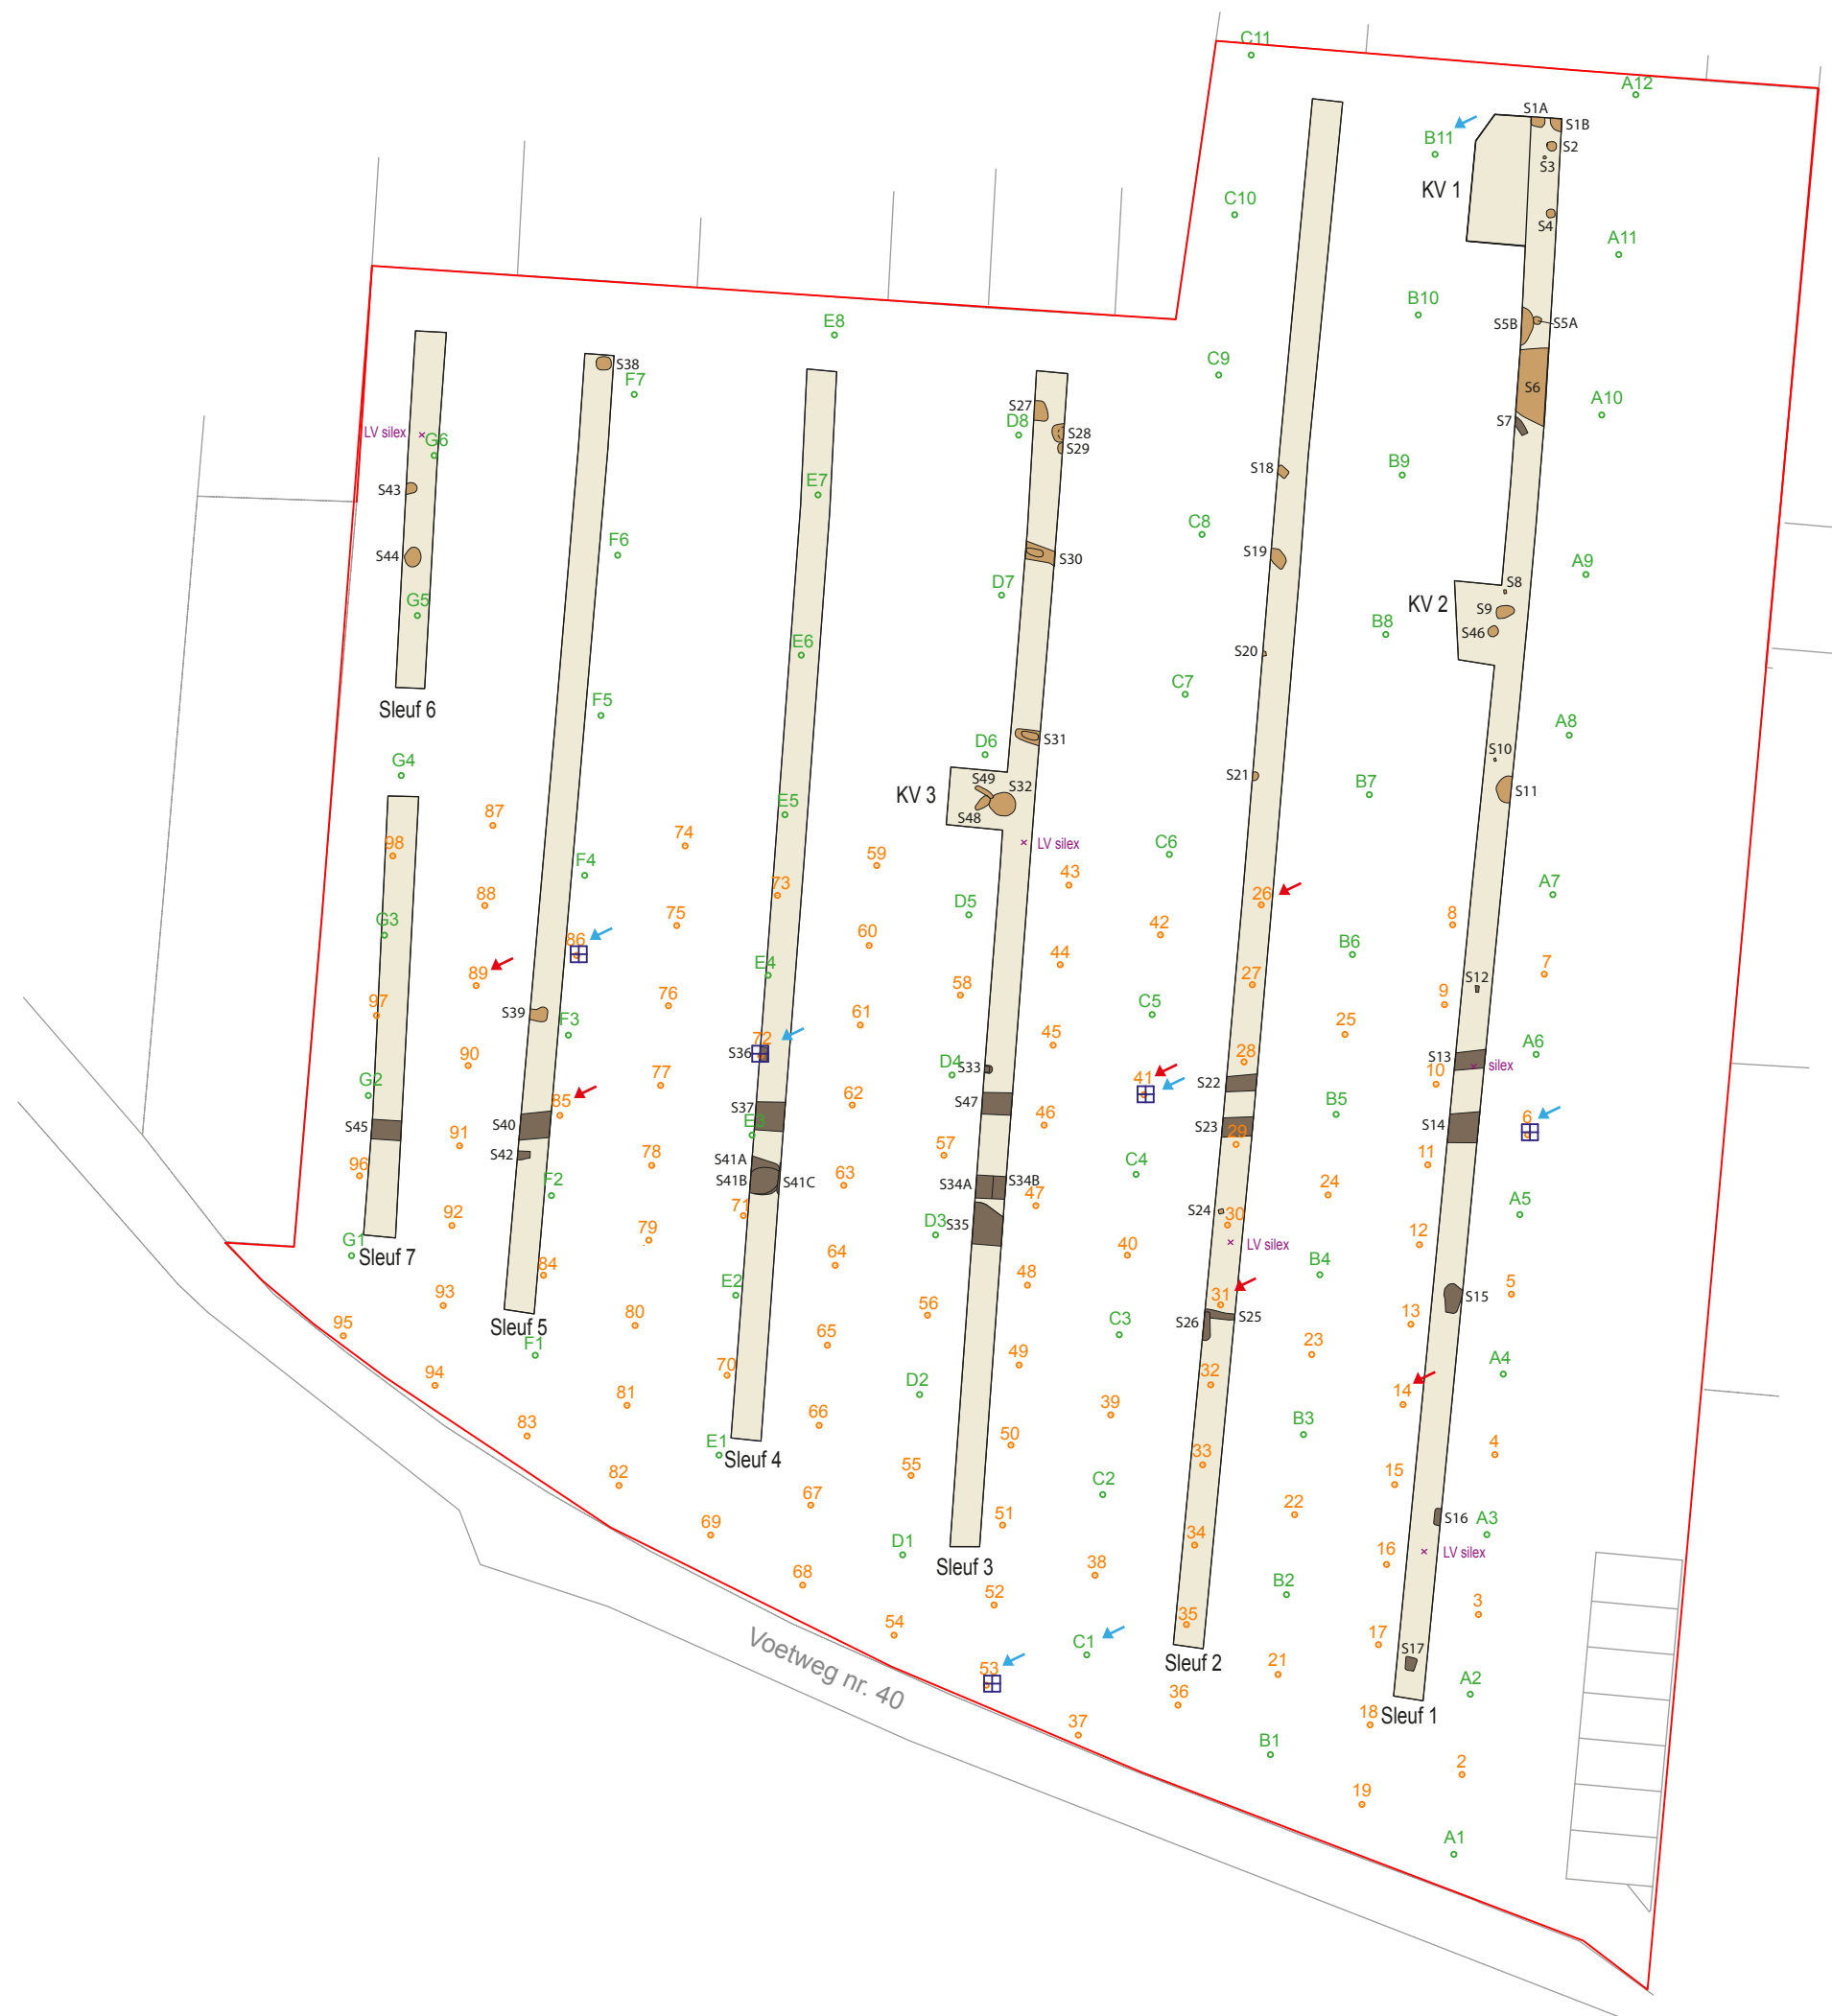 C11
A12
S1A
S1B
B11
S2
S3
KV 1
C10
S4
A11
B10
E8
S5B
S5A
S38
C9
F7
S6
A10
S27
D8
S7
LV silex
G6
S28
S29
B9
S18
E7
S43
C8
F6
S19
S44
S30
A9
S8
D7
G5
KV 2
S9
B8
S46
E6
S20
C7
F5
Sleuf 6
A8
S31
D6
S10
G4
S21
B7
S49
S32
KV 3
S11
E5
S48
87
74
98
LV silex
C6
59
F4
43
A7
73
88
26
8
75
D5
G3
42
60
86
B6
44
E4
7
89
27
58
S12
76
97
9
C5
61
S39
F3
25
45
72
S36
A6
90
28
S13
silex
D4
S33
10
77
41
G2
S22
62
S47
85
S37
B5
46
6
S45
S40
E3
S23
29
S14
91
57
S42
78
S41A
C4
11
96
S41B
S41C
63
S34A
S34B
F2
24
47
71
A5
S24
30
92
D3
S35
79
12
G1
40
LV silex
Sleuf 7
64
B4
84
48
E2
5
31
93
S15
56
80
13
95
S26
S25
C3
Sleuf 5
65
23
F1
49
A4
70
32
94
D2
14
81
39
66
B3
83
50
E1
4
Sleuf 4
33
55
82
15
C2
67
22
51
S16
A3
69
34
D1
LV silex
16
Sleuf 3
38
68
B2
52
3
35
54
17
C1
S17
Sleuf 2
Voetweg nr. 40
53
21
A2
36
18
Sleuf 1
37
B1
2
19
A1